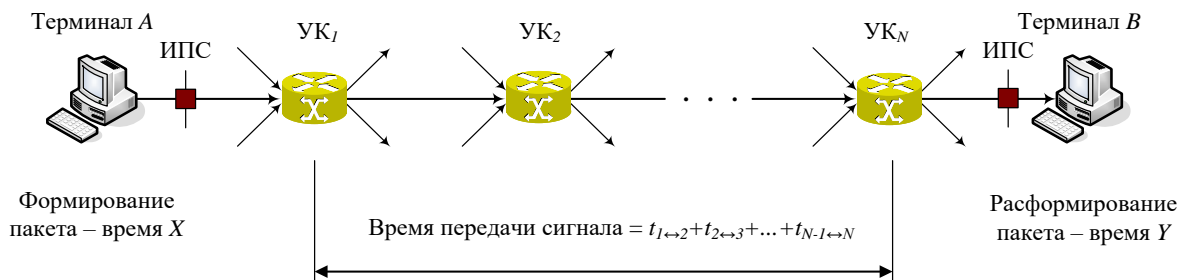 Терминал A
ИПС
УК1
УК2
УКN
ИПС
Терминал B
. . .
Формирование
пакета – время X
Время передачи сигнала = t1↔2+t2↔3+...+tN-1↔N
Расформирование
пакета – время Y